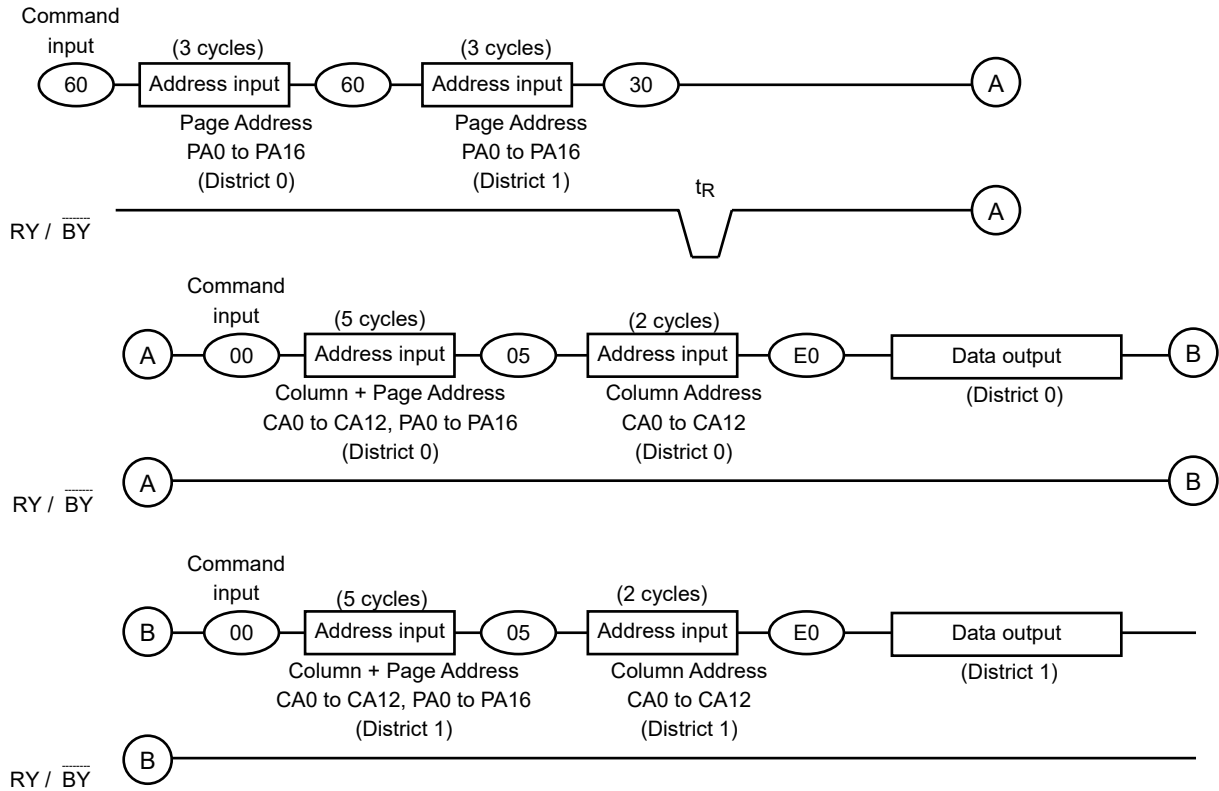 Command
input
(3 cycles)
(3 cycles)
60
Address input
60
Address input
30
A
Page Address
PA0 to PA16
(District 0)
Page Address
PA0 to PA16
(District 1)
tR
RY / BY
A
Command
input
(5 cycles)
(2 cycles)
A
00
Address input
05
Address input
E0
Data output
B
Column + Page Address
CA0 to CA12, PA0 to PA16
(District 0)
Column Address
CA0 to CA12
(District 0)
(District 0)
RY / BY
A
B
Command
input
(5 cycles)
(2 cycles)
B
00
Address input
05
Address input
E0
Data output
Column + Page Address
CA0 to CA12, PA0 to PA16
(District 1)
Column Address
CA0 to CA12
(District 1)
(District 1)
RY / BY
B